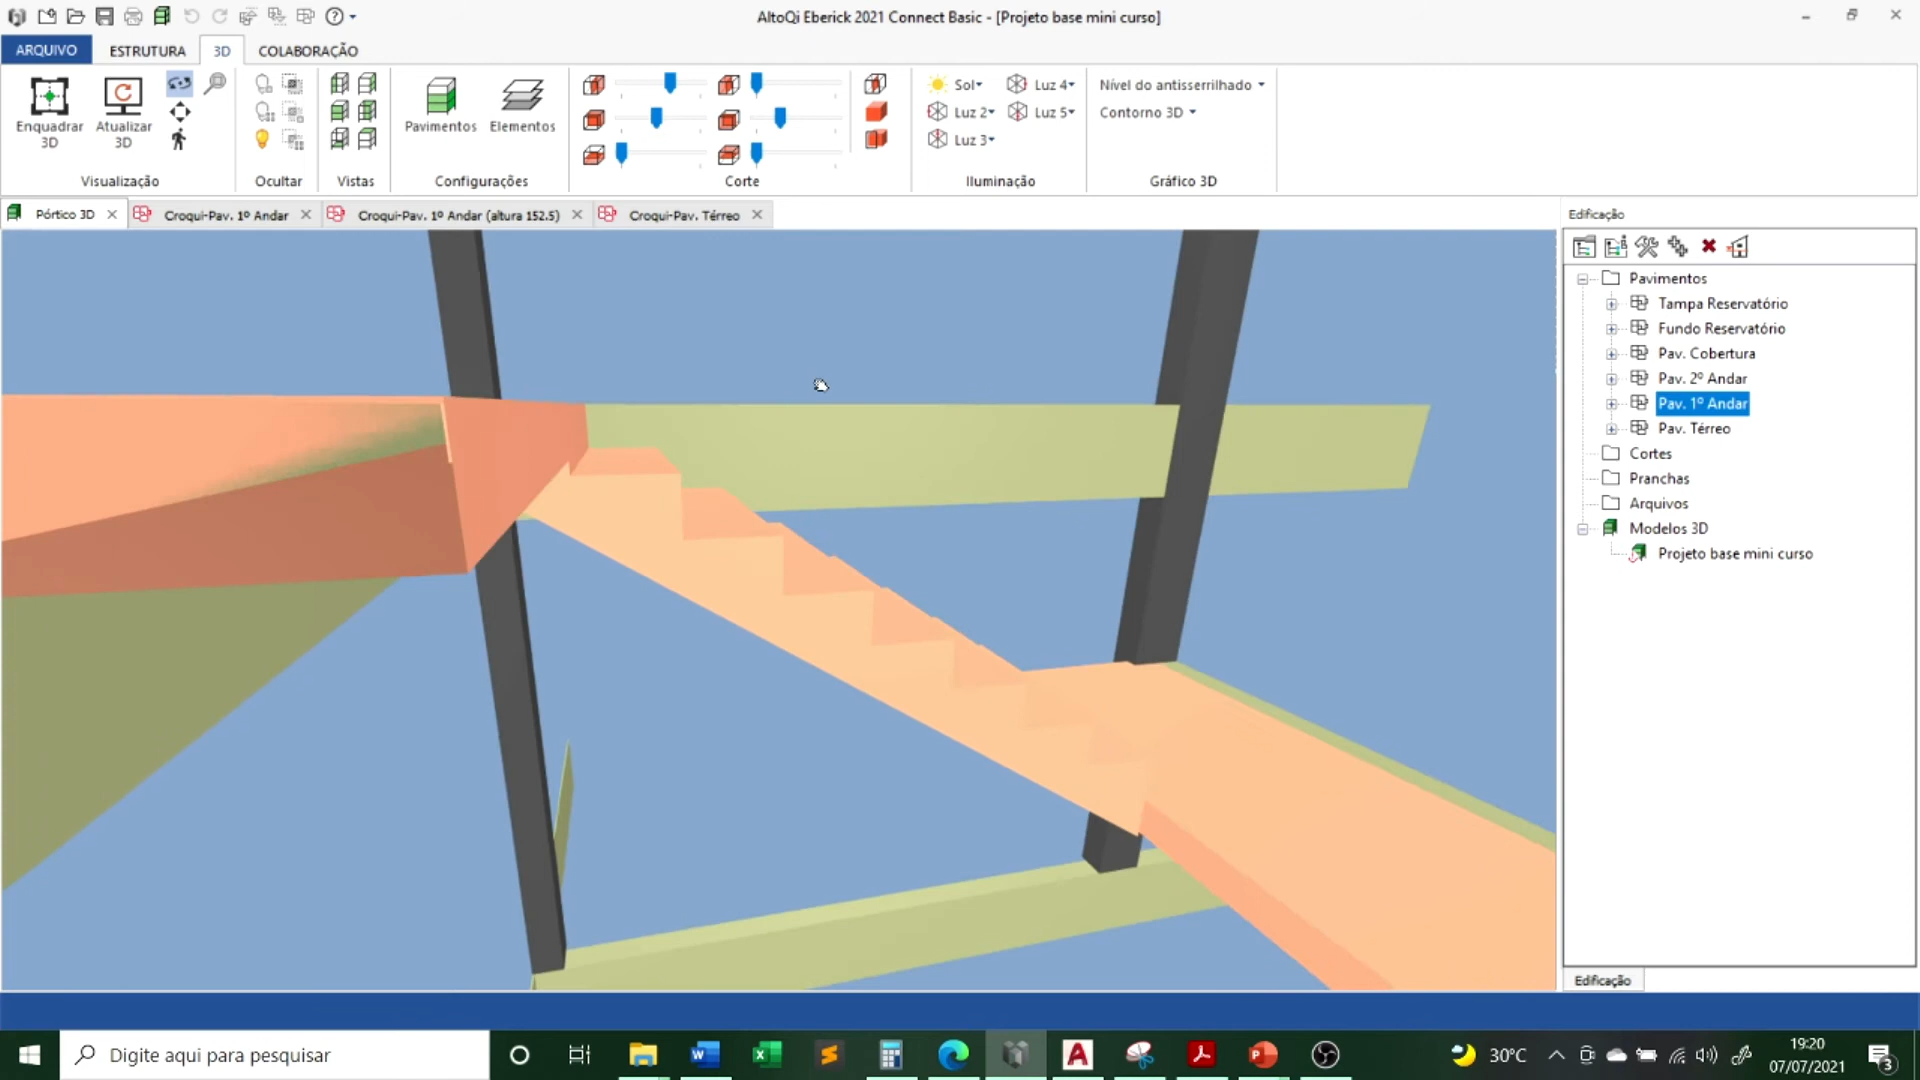 AltoQi Eberick 2021 Connect Basic - [Projeto base mini curso]
ARQUIVO ESTRUTURA 3D COLABORAÇÃO
Enquadrar 3D
Atualizar 3D
Visualização
Ocultar
Vistas
Pavimentos Elementos
Configurações
Corte
Sol Luz 4
Luz 2 Luz 5
Luz 3
Iluminação
Nível do antisserrilhado
Contorno 3D
Gráfico 3D
Pórtico 3D Croqui-Pav. 1º Andar Croqui-Pav. 1º Andar (altura 152.5) Croqui-Pav. Térreo
Edificação
Pavimentos
Tampa Reservatório
Fundo Reservatório
Pav. Cobertura
Pav. 2º Andar
Pav. 1º Andar
Pav. Térreo
Cortes
Pranchas
Arquivos
Modelos 3D
Projeto base mini curso
Edificação
Digite aqui para pesquisar
30°C
19:20
07/07/2021
3